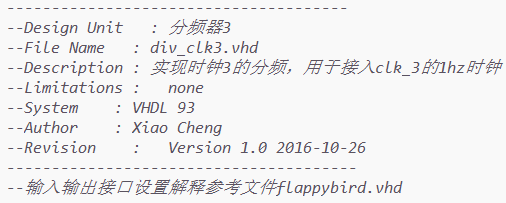 --------------------------------------
--Design Unit   : 分频器3
--File Name   : div_clk3.vhd
--Description : 实现时钟3的分频，用于接入clk_3的1hz时钟
--Limitations :   none
--System    : VHDL 93
--Author    : Xiao Cheng
--Revision    :   Version 1.0 2016-10-26
---------------------------------------
--输入输出接口设置解释参考文件flappybird.vhd